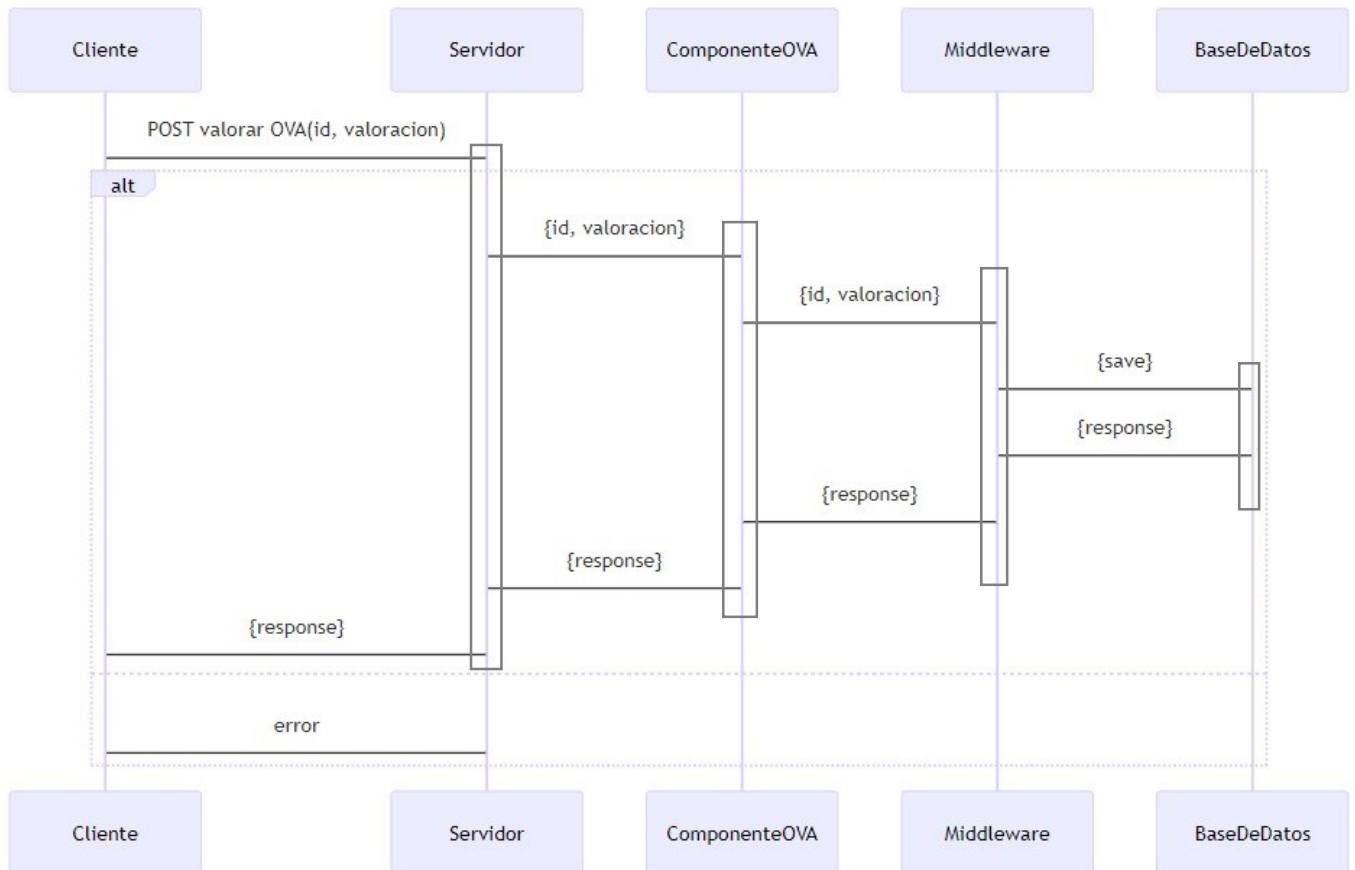 Cliente
Servidor
ComponenteOVA
Middleware
BaseDeDatos
POST valorar OVA(id, valoracion)
alt
{id, valoracion}
{id, valoracion}
{save}
{response}
{response}
{response}
{response}
error
Cliente
Servidor
ComponenteOVA
Middleware
BaseDeDatos